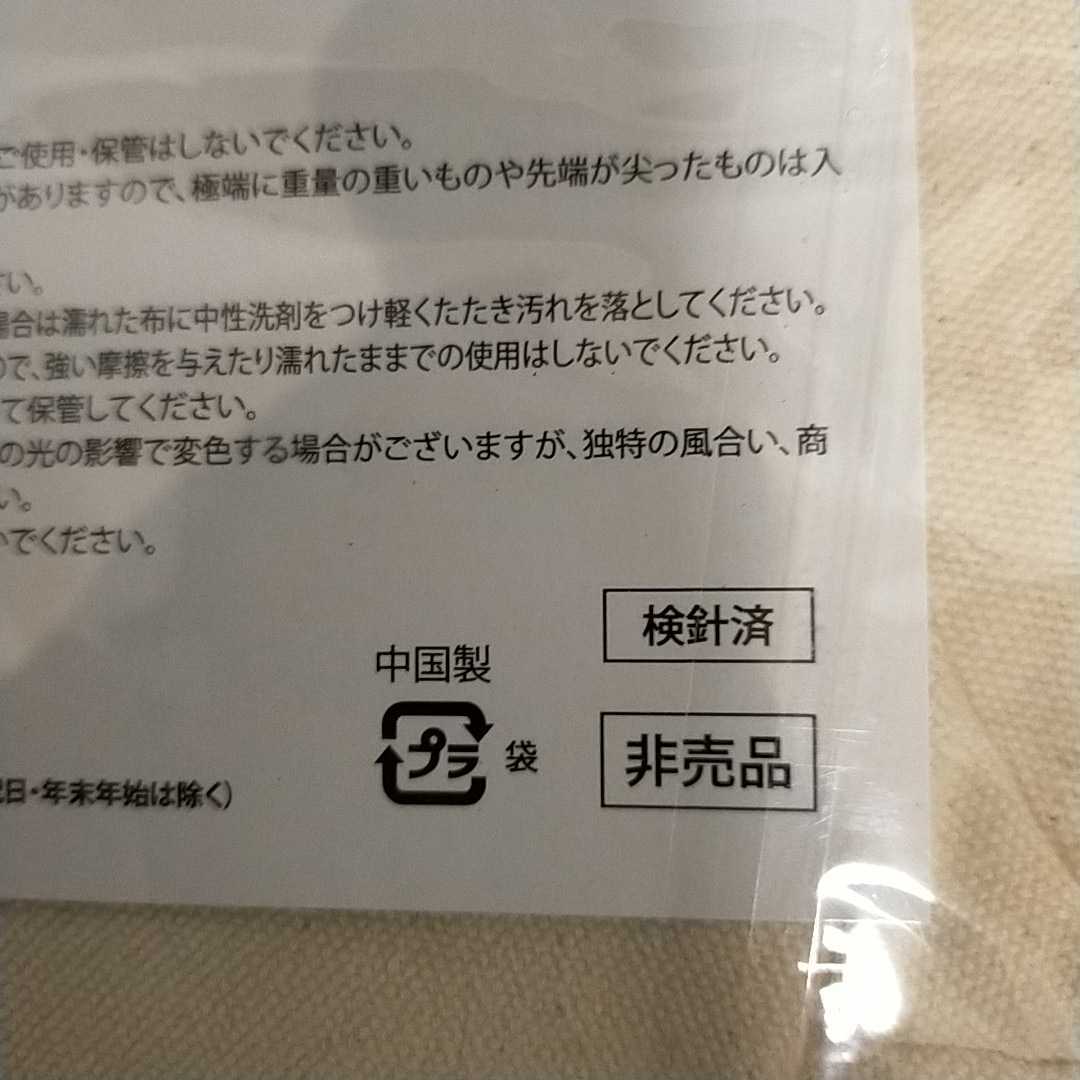 ご使用・保管はしないでください。
がありますので、極端に重量の重いものや先端が尖ったものは入
さい。
場合は濡れた布に中性洗剤をつけ軽くたたき汚れを落としてください。
ので、強い摩擦を与えたり濡れたままでの使用はしないでください。
て保管してください。
の光の影響で変色する場合がございますが、独特の風合い、商
い。
いでください。
検針済
中国製
プラ 袋
非売品
日・年末年始は除く)